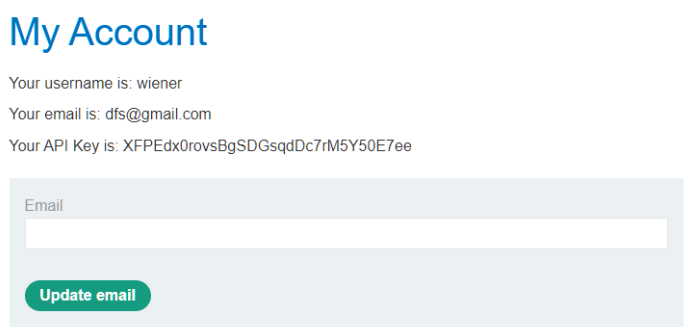 My Account
Your username is: wiener
Your email is: dfs@gmail.com
Your API Key is: XFPEdx0rovsBgSDGsqdDc7rM5Y50E7ee
Email
Update email